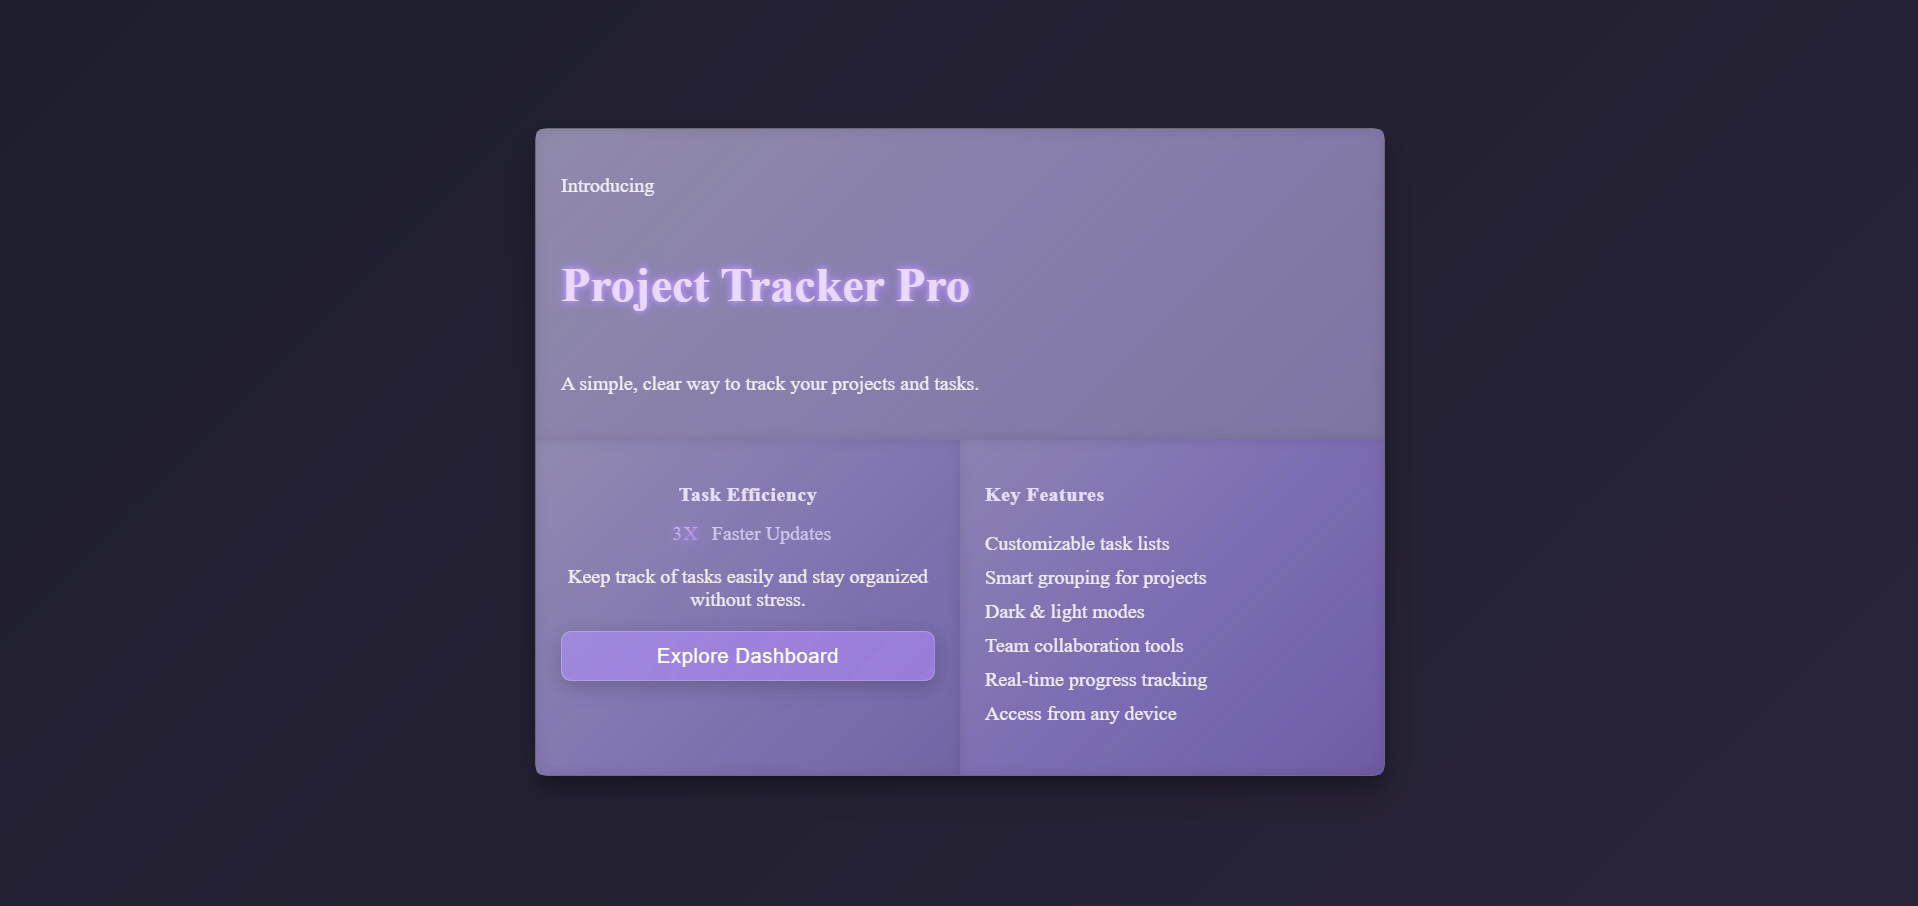 Introducing
Project Tracker Pro
A simple, clear way to track your projects and tasks.
Task Efficiency
3X Faster Updates
Keep track of tasks easily and stay organized
without stress.
Explore Dashboard
Key Features
Customizable task lists
Smart grouping for projects
Dark & light modes
Team collaboration tools
Real-time progress tracking
Access from any device